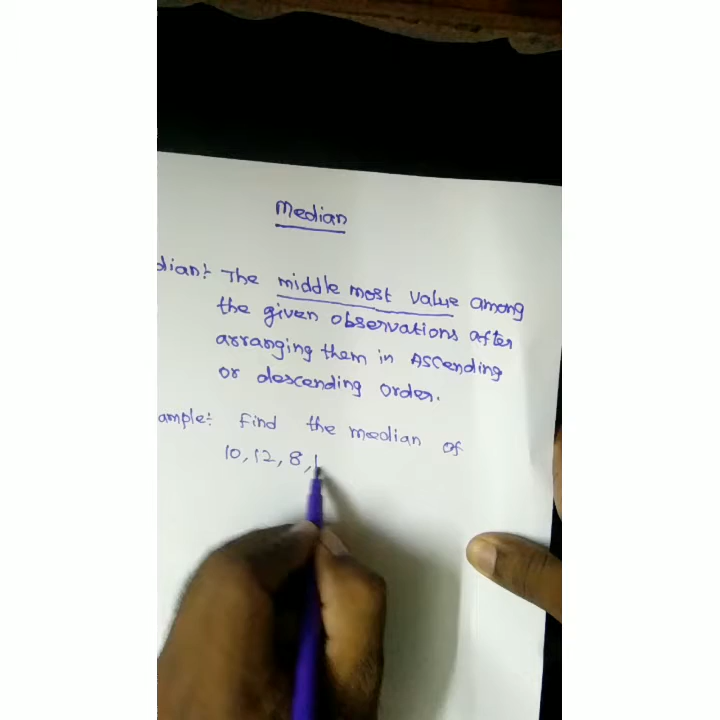 Median
dian:- The middle most value among
the given observations after
arranging them in Ascending
or descending order.
ample:- Find the median of
10, 12, 8, 1